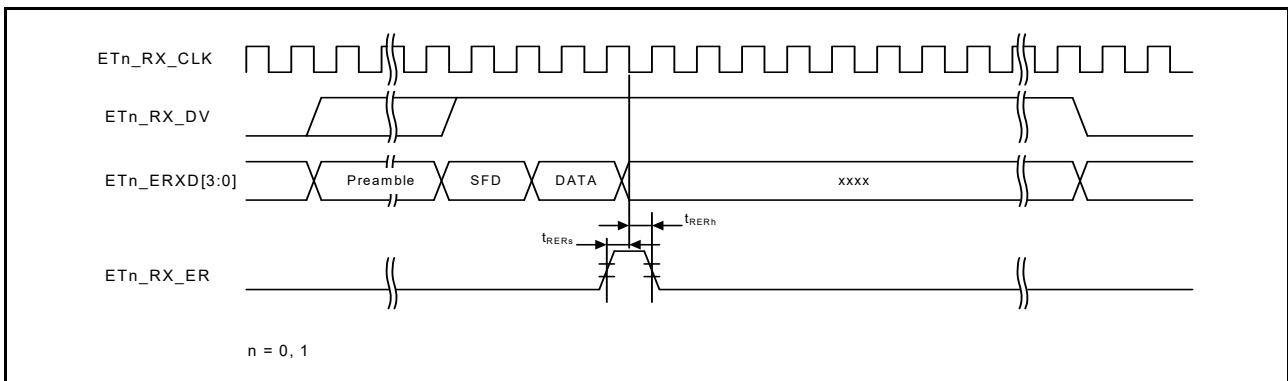 ETn_RX_CLK
ETn_RX_DV
ETn_ERXD[3:0]
Preamble
SFD
DATA
xxxx
tRERs
tRERh
ETn_RX_ER
n = 0, 1